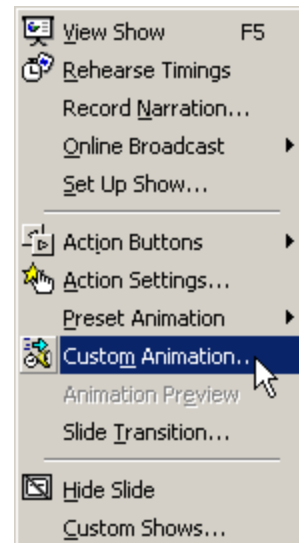 View Show F5
Rehearse Timings
Record Narration...
Online Broadcast
Set Up Show...
Action Buttons
Action Settings...
Preset Animation
Custom Animation...
Animation Preview
Slide Transition...
Hide Slide
Custom Shows...